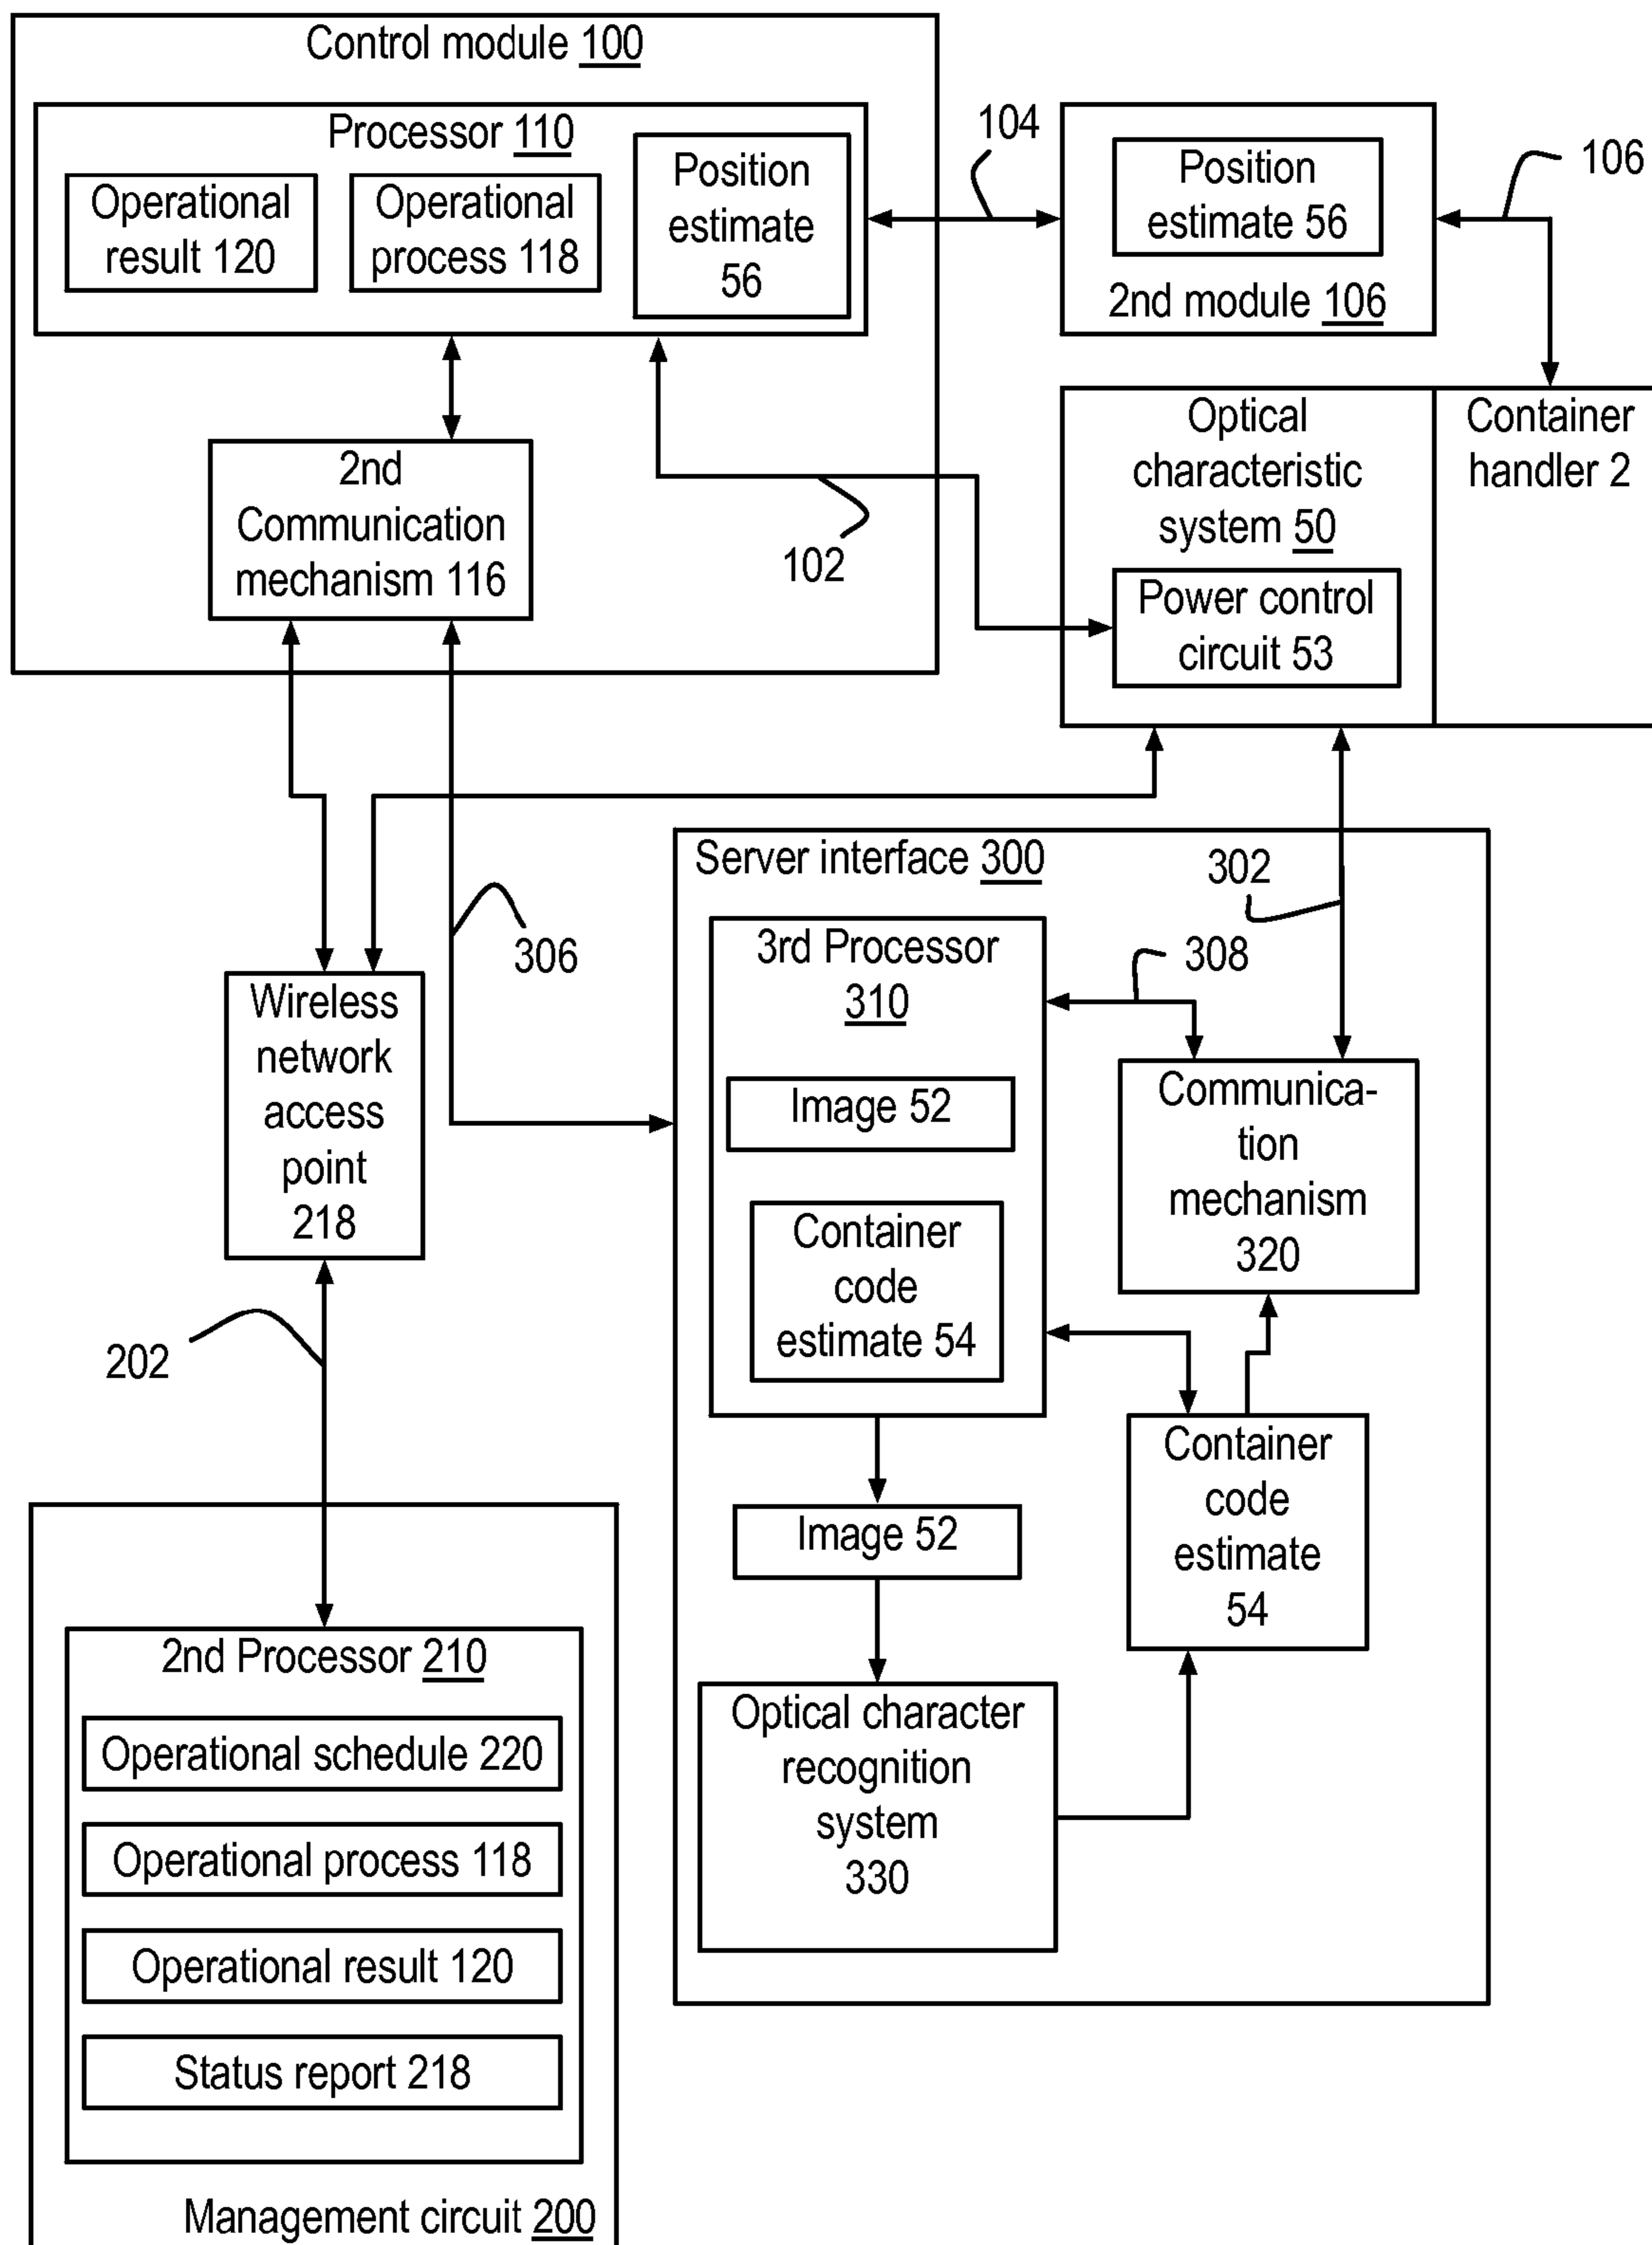 Control module 100
Processor 110
Operational
result 120
Operational
process 118
Position
estimate
56
104
Position
estimate 56
2nd module 106
106
2nd
Communication
mechanism 116
102
Optical
characteristic
system 50
Power control
circuit 53
Container
handler 2
306
Wireless
network
access
point
218
202
Server interface 300
302
3rd Processor
310
308
Image 52
Container
code
estimate 54
Communica-
tion
mechanism
320
Image 52
Container
code
estimate
54
Optical character
recognition
system
330
2nd Processor 210
Operational schedule 220
Operational process 118
Operational result 120
Status report 218
Management circuit 200